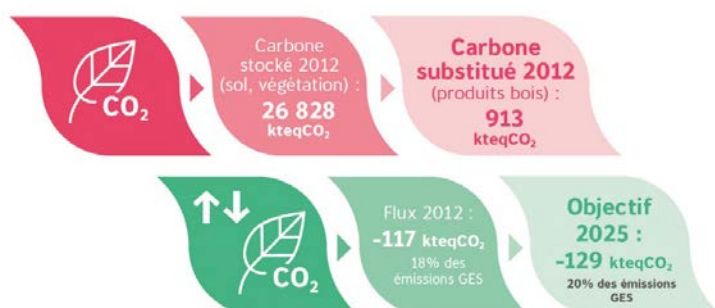 CO₂
Carbone
stocké 2012
(sol, végétation) :
26 828
kteqCO₂
Carbone
substitué 2012
(produits bois) :
913
kteqCO₂
CO₂
Flux 2012 :
-117 kteqCO₂
18% des
émissions GES
Objectif
2025 :
-129 kteqCO₂
20% des émissions
GES